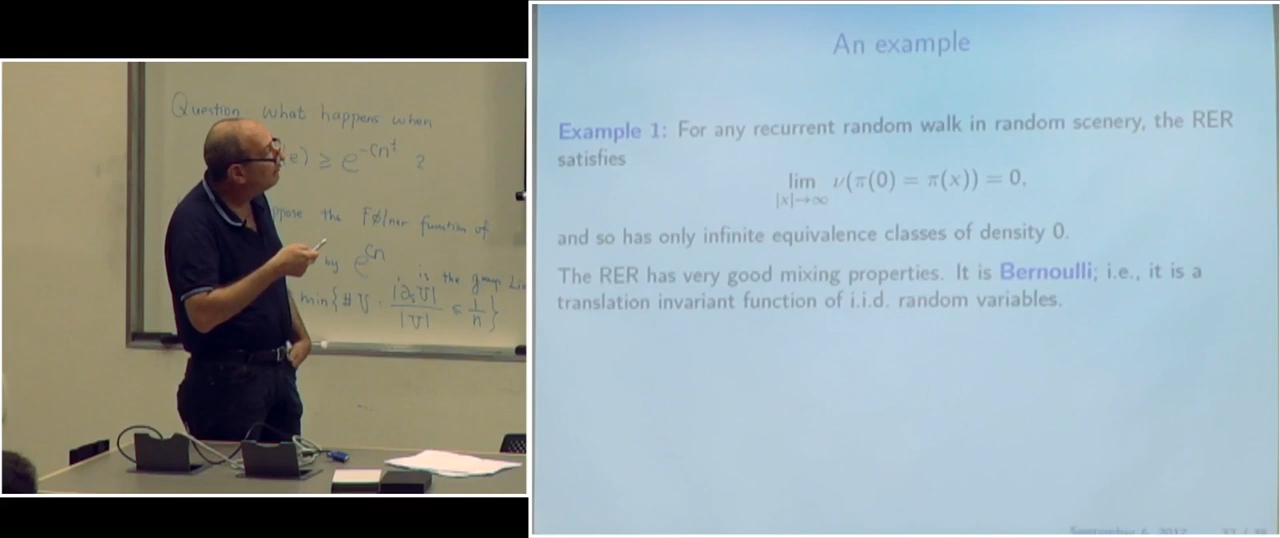 Question what happens when
e) ≥ e^{-Cn^t} ?
ppose the Følner function of
by e^{Cn} is the group Li
min{#U : |∂_s U| / |U| ≤ 1/n}
An example
Example 1: For any recurrent random walk in random scenery, the RER
satisfies
lim_{|x|→∞} ν(π(0) = π(x)) = 0,
and so has only infinite equivalence classes of density 0.
The RER has very good mixing properties. It is Bernoulli; i.e., it is a
translation invariant function of i.i.d. random variables.